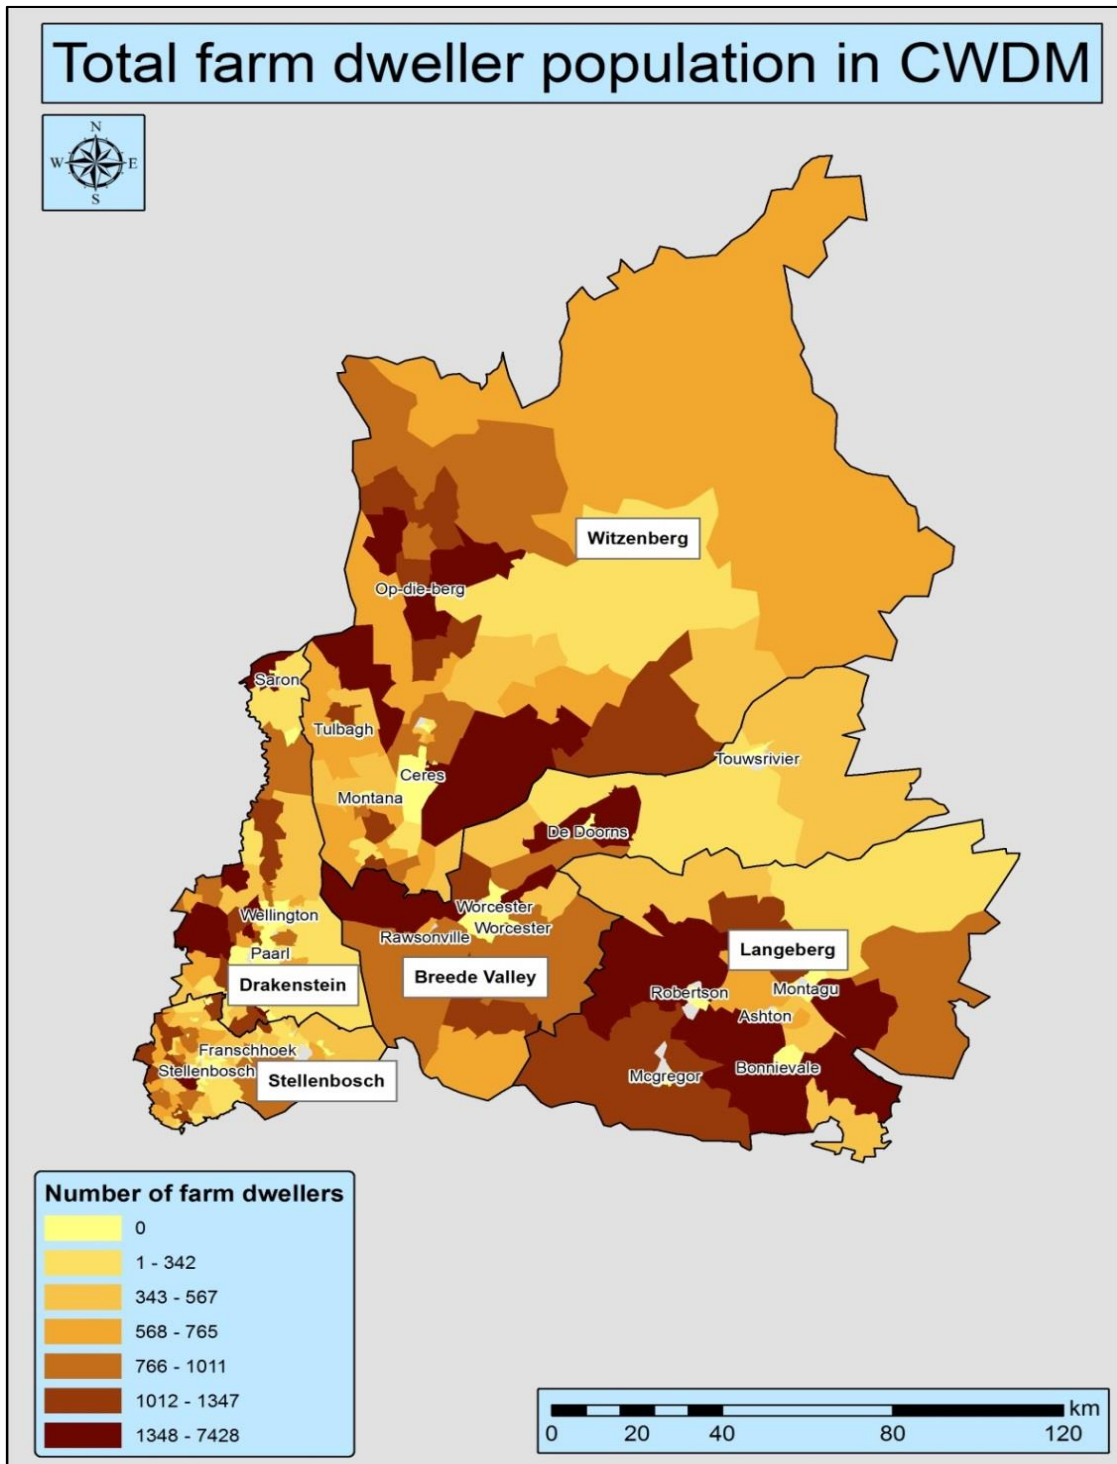 Total farm dweller population in CWDM
N
W E
S
Witzenberg
Op-die-berg
Saron
Tulbagh
Touwsrivier
Ceres
Montana
De Doorns
Worcester
Wellington
Worcester
Rawsonville
Langeberg
Paarl
Breede Valley
Drakenstein
Robertson
Montagu
Ashton
Franschhoek
Stellenbosch
Bonnievale
Mcgregor
Stellenbosch
Number of farm dwellers
0
1 - 342
343 - 567
568 - 765
766 - 1011
1012 - 1347
1348 - 7428
km
0 20 40 80 120